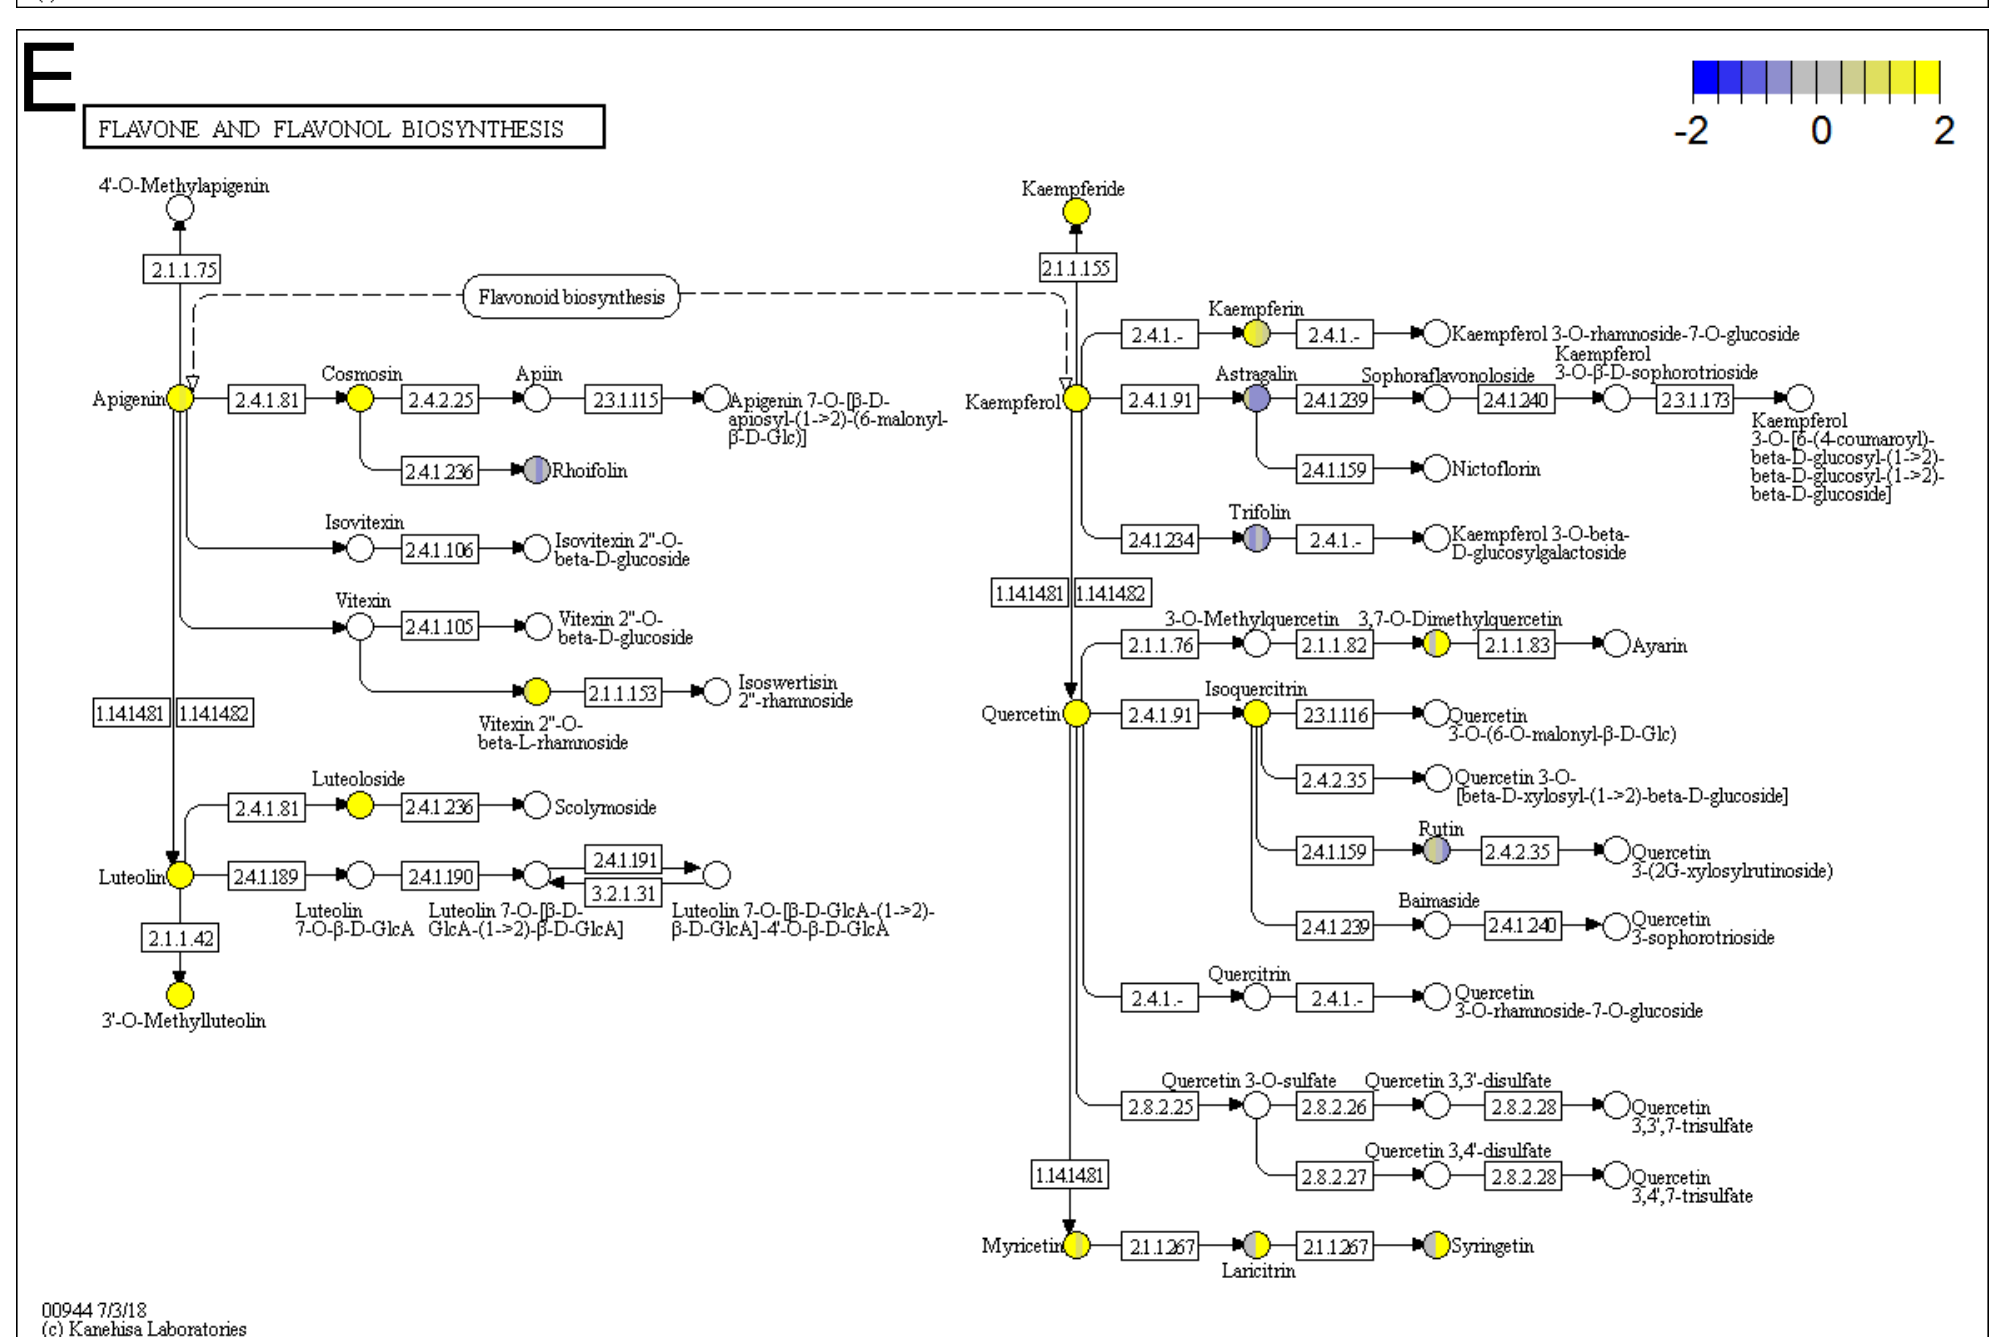 E
FLAVONE AND FLAVONOL BIOSYNTHESIS
-2 0 2
4'-O-Methylapigenin
2.1.1.75
Flavonoid biosynthesis
Apigenin
2.4.1.81
Cosmosin
2.4.2.25
Apiin
2.3.1.115
Apigenin 7-O-[β-D-
apiosyl-(1->2)-(6-malonyl-
β-D-Glc)]
2.4.1.236
Rhoifolin
Isovitexin
2.4.1.106
Isovitexin 2"-O-
beta-D-glucoside
Vitexin
2.4.1.105
Vitexin 2"-O-
beta-D-glucoside
Vitexin 2"-O-
beta-L-rhamnoside
2.1.1.153
Isoswertisin
2"-rhamnoside
1.14.14.81
1.14.14.82
Luteoloside
2.4.1.81
2.4.1.236
Scolymoside
Luteolin
2.4.1.189
2.4.1.190
2.4.1.191
3.2.1.31
Luteolin
7-O-β-D-GlcA
Luteolin 7-O-[β-D-
GlcA-(1->2)-β-D-GlcA]
Luteolin 7-O-[β-D-GlcA-(1->2)-
β-D-GlcA]-4'-O-β-D-GlcA
2.1.1.42
3'-O-Methylluteolin
Kaempferide
2.1.1.155
Kaempferin
2.4.1.-
2.4.1.-
Kaempferol 3-O-rhamnoside-7-O-glucoside
Kaempferol
2.4.1.91
Astragalin
2.4.1.239
Sophoraflavonoloside
2.4.1.240
Kaempferol
3-O-β-D-sophorotrioside
2.3.1.173
Kaempferol
3-O-[6-(4-coumaroyl)-
beta-D-glucosyl-(1->2)-
beta-D-glucosyl-(1->2)-
beta-D-glucoside]
2.4.1.159
Nictoflorin
Trifolin
2.4.1.234
2.4.1.-
Kaempferol 3-O-beta-
D-glucosylgalactoside
1.14.14.81
1.14.14.82
3-O-Methylquercetin
3,7-O-Dimethylquercetin
2.1.1.76
2.1.1.82
2.1.1.83
Ayarin
Quercetin
2.4.1.91
Isoquercitrin
2.3.1.116
Quercetin
3-O-(6-O-malonyl-β-D-Glc)
2.4.2.35
Quercetin 3-O-
[beta-D-xylosyl-(1->2)-beta-D-glucoside]
2.4.1.159
Rutin
2.4.2.35
Quercetin
3-(2G-xylosylrutinoside)
2.4.1.239
Baimaside
2.4.1.240
Quercetin
3-sophorotrioside
2.4.1.-
Quercitrin
2.4.1.-
Quercetin
3-O-rhamnoside-7-O-glucoside
Quercetin 3-O-sulfate
Quercetin 3,3'-disulfate
2.8.2.25
2.8.2.26
2.8.2.28
Quercetin
3,3',7-trisulfate
Quercetin 3,4'-disulfate
2.8.2.27
2.8.2.28
Quercetin
3,4',7-trisulfate
1.14.14.81
Myricetin
2.1.1.267
Laricitrin
2.1.1.267
Syringetin
00944 7/3/18
(c) Kanehisa Laboratories